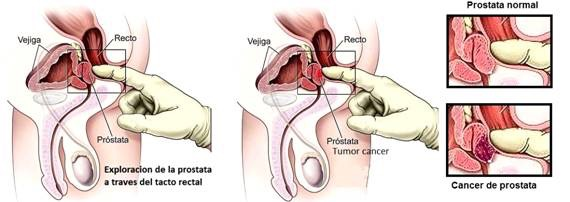 Vejiga
Recto
Próstata
Exploracion de la prostata
a traves del tacto rectal
Vejiga
Recto
Próstata
Tumor cancer
Prostata normal
Cancer de prostata